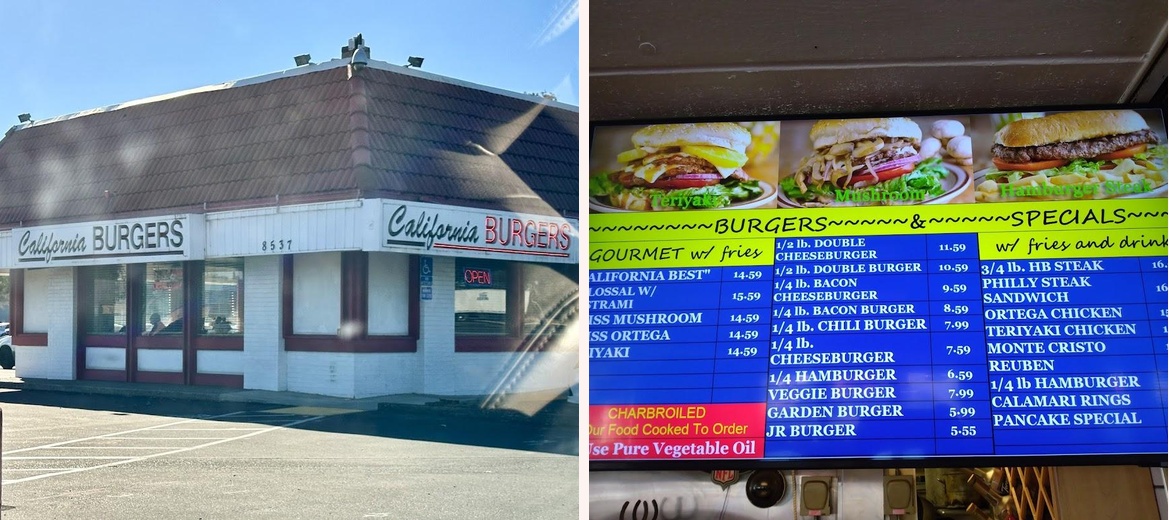 California BURGERS
8537
California BURGERS
OPEN
Teriyaki
Mushroom
Hamburger Steak
BURGERS & SPECIALS
GOURMET w/ fries
ALIFORNIA BEST" 14.59
OLOSSAL W/
STRAMI 15.59
ISS MUSHROOM 14.59
ISS ORTEGA 14.59
IYAKI 14.59
CHARBROILED
Our Food Cooked To Order
Use Pure Vegetable Oil
1/2 lb. DOUBLE
CHEESEBURGER 11.59
1/2 lb. DOUBLE BURGER 10.59
1/4 lb. BACON
CHEESEBURGER 9.59
1/4 lb. BACON BURGER 8.59
1/4 lb. CHILI BURGER 7.99
1/4 lb.
CHEESEBURGER 7.59
1/4 HAMBURGER 6.59
VEGGIE BURGER 7.99
GARDEN BURGER 5.99
JR BURGER 5.55
w/ fries and drink
3/4 lb. HB STEAK 16.
PHILLY STEAK
SANDWICH 16
ORTEGA CHICKEN
TERIYAKI CHICKEN
MONTE CRISTO
REUBEN
1/4 lb HAMBURGER
CALAMARI RINGS
PANCAKE SPECIAL
NFL